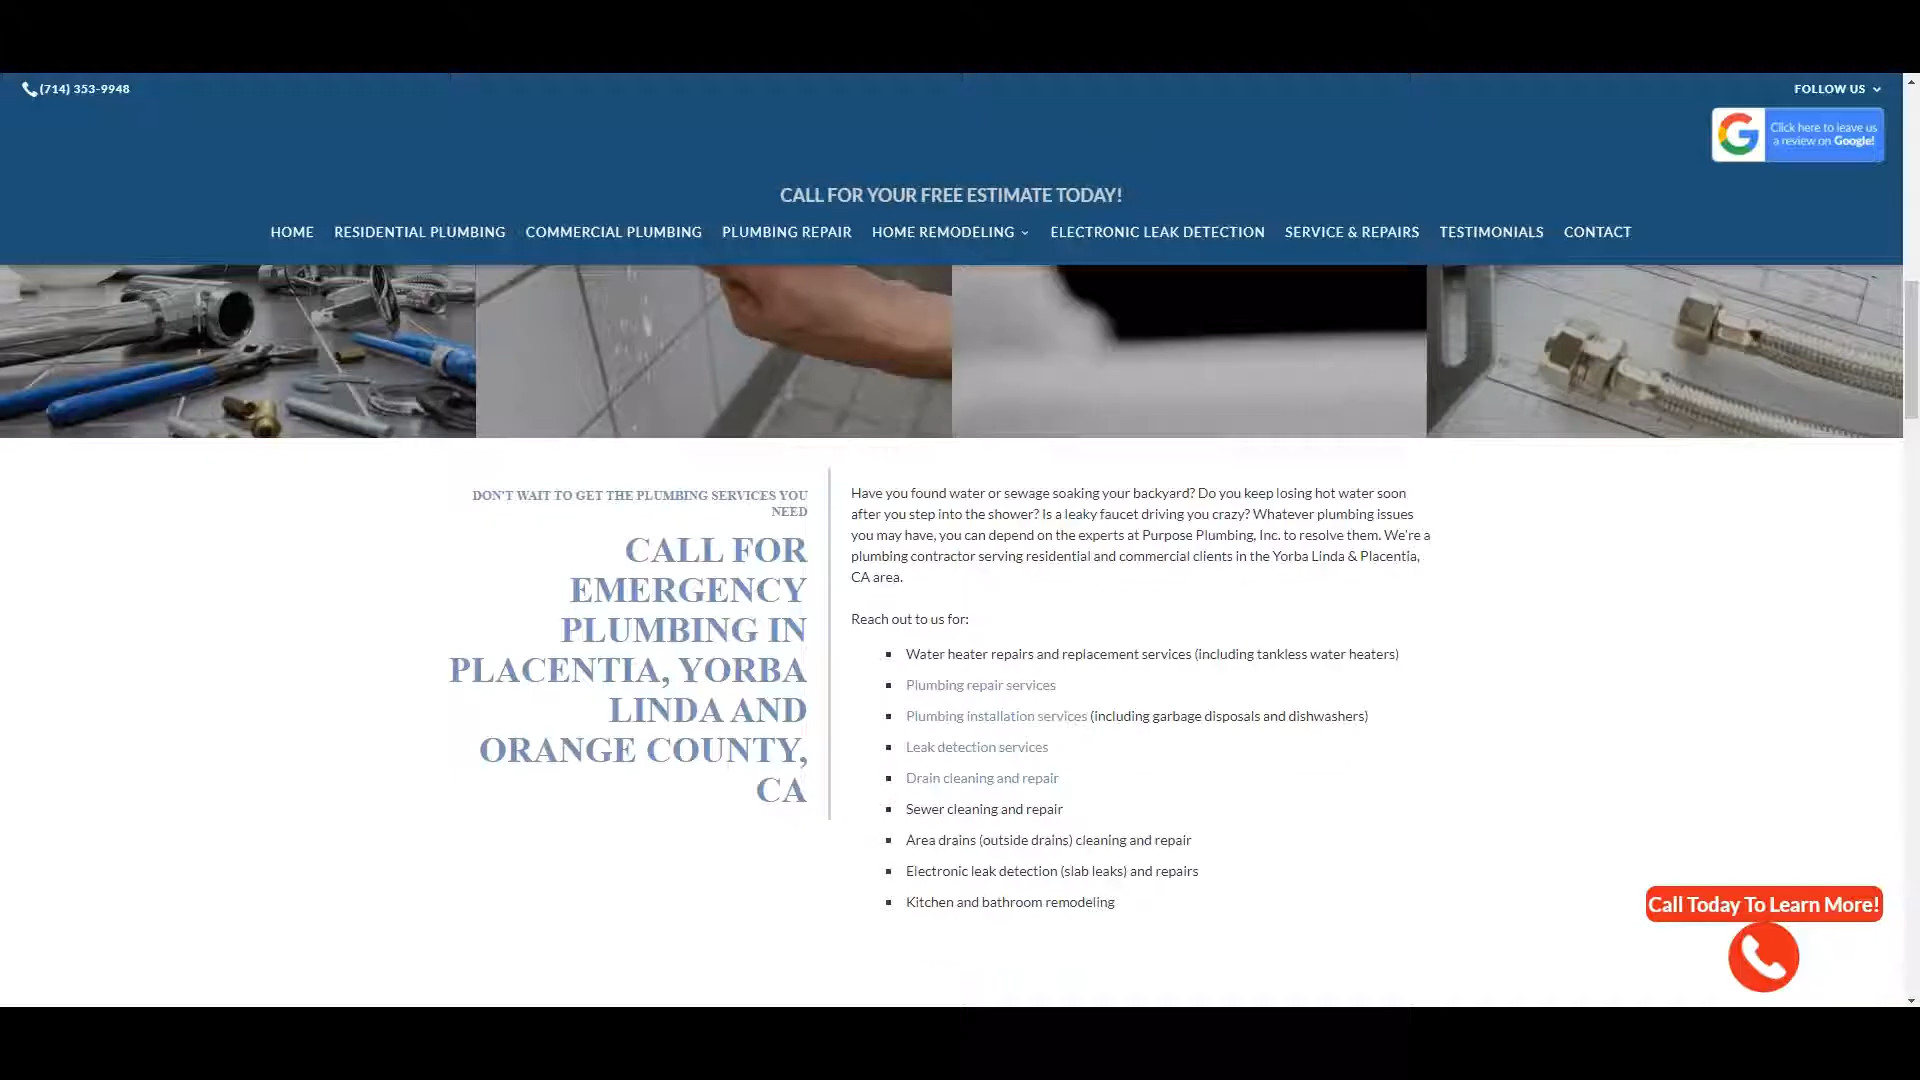 (714) 353-9948
FOLLOW US
Click here to leave us
a review on Google!
CALL FOR YOUR FREE ESTIMATE TODAY!
HOME RESIDENTIAL PLUMBING COMMERCIAL PLUMBING PLUMBING REPAIR HOME REMODELING ELECTRONIC LEAK DETECTION SERVICE & REPAIRS TESTIMONIALS CONTACT
DON'T WAIT TO GET THE PLUMBING SERVICES YOU
NEED
CALL FOR
EMERGENCY
PLUMBING IN
PLACENTIA, YORBA
LINDA AND
ORANGE COUNTY,
CA
Have you found water or sewage soaking your backyard? Do you keep losing hot water soon
after you step into the shower? Is a leaky faucet driving you crazy? Whatever plumbing issues
you may have, you can depend on the experts at Purpose Plumbing, Inc. to resolve them. We're a
plumbing contractor serving residential and commercial clients in the Yorba Linda & Placentia,
CA area.
Reach out to us for:
Water heater repairs and replacement services (including tankless water heaters)
Plumbing repair services
Plumbing installation services (including garbage disposals and dishwashers)
Leak detection services
Drain cleaning and repair
Sewer cleaning and repair
Area drains (outside drains) cleaning and repair
Electronic leak detection (slab leaks) and repairs
Kitchen and bathroom remodeling
Call Today To Learn More!